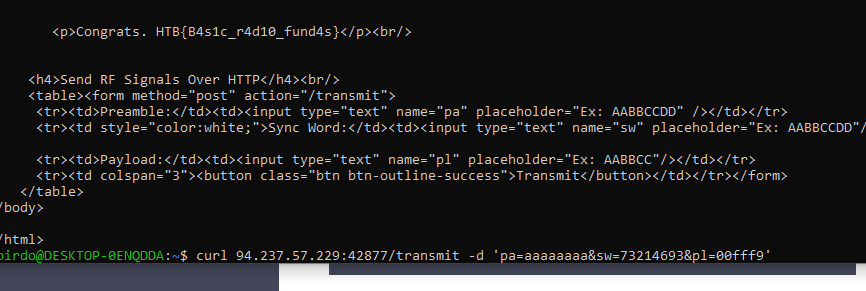 <p>Congrats. HTB{B4s1c_r4d10_fund4s}</p><br/>
<h4>Send RF Signals Over HTTP</h4><br/>
<table><form method="post" action="/transmit">
<tr><td>Preamble:</td><td><input type="text" name="pa" placeholder="Ex: AABBCCDD" /></td></tr>
<tr><td style="color:white;">Sync Word:</td><td><input type="text" name="sw" placeholder="Ex: AABBCCDD"/
<tr><td>Payload:</td><td><input type="text" name="pl" placeholder="Ex: AABBCC"/></td></tr>
<tr><td colspan="3"><button class="btn btn-outline-success">Transmit</button></td></tr></form>
</table>
/body>
/html>
birdo@DESKTOP-0ENQDDA:~$ curl 94.237.57.229:42877/transmit -d 'pa=aaaaaaaa&sw=73214693&pl=00fff9'